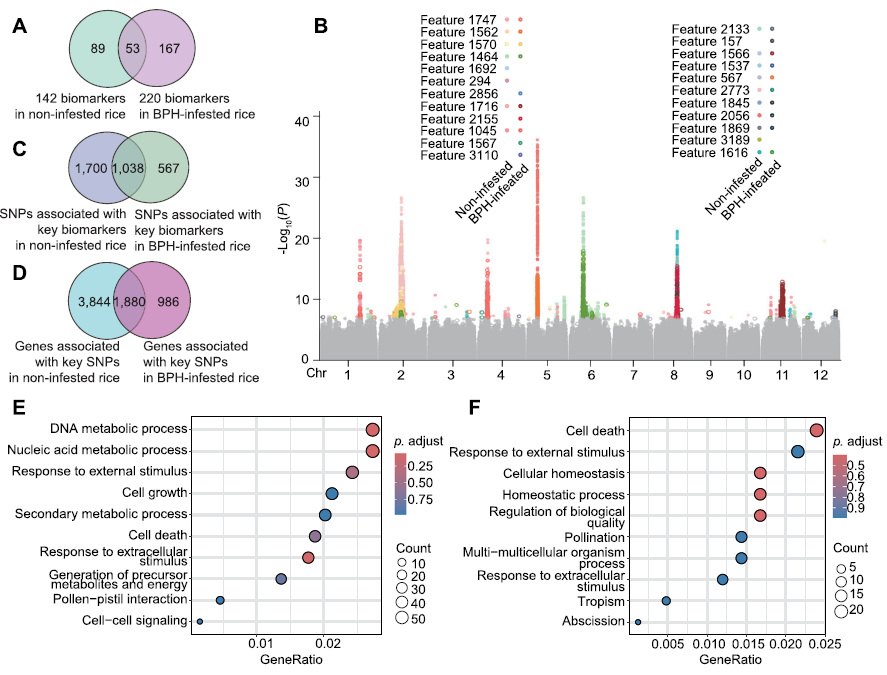 A
89
53
167
142 biomarkers
in non-infested rice
220 biomarkers
in BPH-infested rice
B
Feature 1747
Feature 1562
Feature 1570
Feature 1464
Feature 1692
Feature 294
Feature 2856
Feature 1716
Feature 2155
Feature 1045
Feature 1567
Feature 3110
Non-infested
BPH-infeated
Feature 2133
Feature 157
Feature 1566
Feature 1537
Feature 567
Feature 2773
Feature 1845
Feature 2056
Feature 1869
Feature 3189
Feature 1616
Non-infested
BPH-infeated
-Log10(P)
40
30
20
10
0
Chr
1 2 3 4 5 6 7 8 9 10 11 12
C
1,700
1,038
567
SNPs associated with
key biomarkers
in non-infested rice
SNPs associated with
key biomarkers
in BPH-infested rice
D
3,844
1,880
986
Genes associated
with key SNPs
in non-infested rice
Genes associated
with key SNPs
in BPH-infested rice
E
DNA metabolic process
Nucleic acid metabolic process
Response to external stimulus
Cell growth
Secondary metabolic process
Cell death
Response to extracellular
stimulus
Generation of precursor
metabolites and energy
Pollen−pistil interaction
Cell−cell signaling
0.01 0.02
GeneRatio
p. adjust
0.25
0.50
0.75
Count
10
20
30
40
50
F
Cell death
Response to external stimulus
Cellular homeostasis
Homeostatic process
Regulation of biological
quality
Pollination
Multi-multicellular organism
process
Response to extracellular
stimulus
Tropism
Abscission
0.005 0.010 0.015 0.020 0.025
GeneRatio
p. adjust
0.5
0.6
0.7
0.8
0.9
Count
5
10
15
20